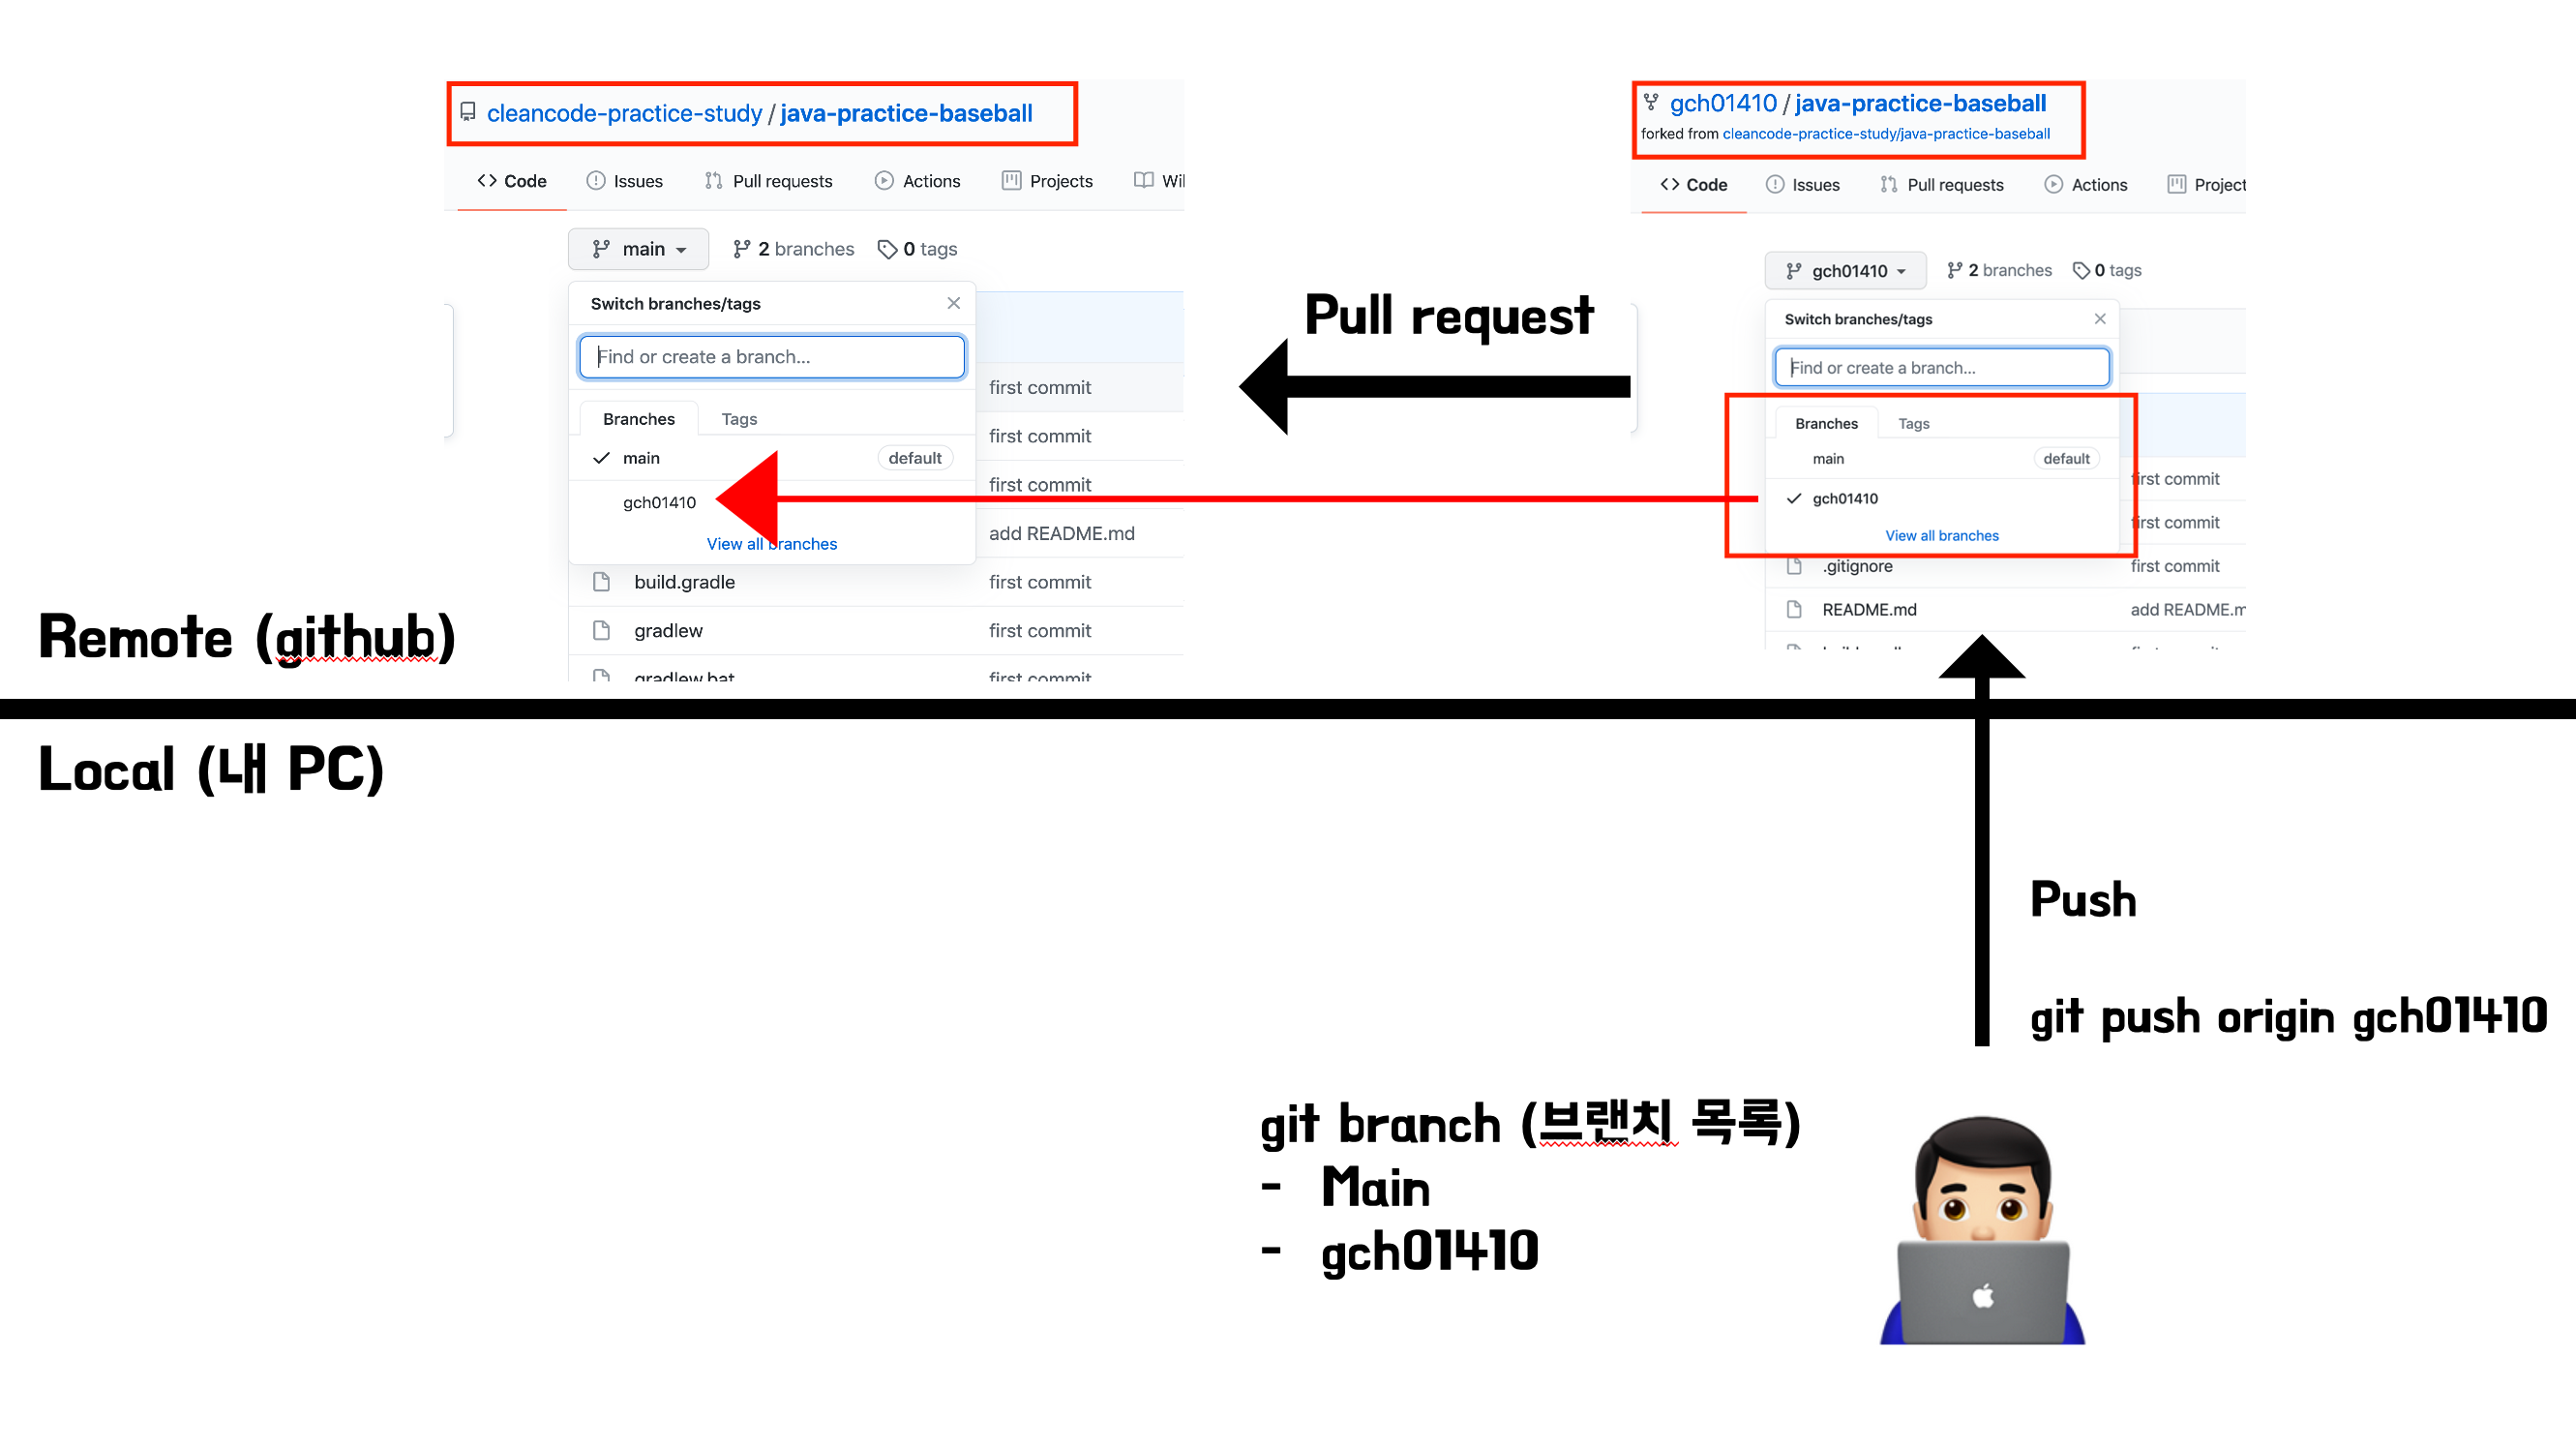 cleancode-practice-study / java-practice-baseball
Code Issues Pull requests Actions Projects
main 2 branches 0 tags
Switch branches/tags
Find or create a branch...
Branches Tags
main default
gch01410
View all branches
first commit
first commit
first commit
add README.md
build.gradle first commit
gradlew first commit
gradlew.bat first commit
Pull request
gch01410 / java-practice-baseball
forked from cleancode-practice-study/java-practice-baseball
Code Issues Pull requests Actions Project
gch01410 2 branches 0 tags
Switch branches/tags
Find or create a branch...
Branches Tags
main default
gch01410
View all branches
first commit
first commit
.gitignore first commit
README.md add README.m
Remote (github)
Local (내 PC)
Push
git push origin gch01410
git branch (브랜치 목록)
- Main
- gch01410